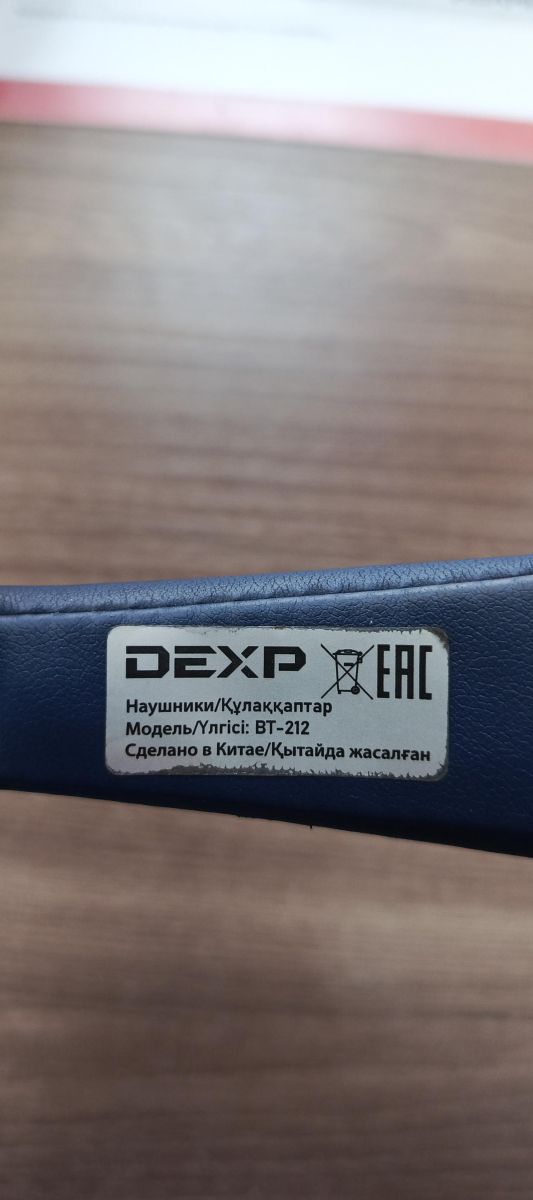 DEXP EAC
Наушники/Құлаққаптар
Модель/Үлгісі: BT-212
Сделано в Китае/Қытайда жасалған